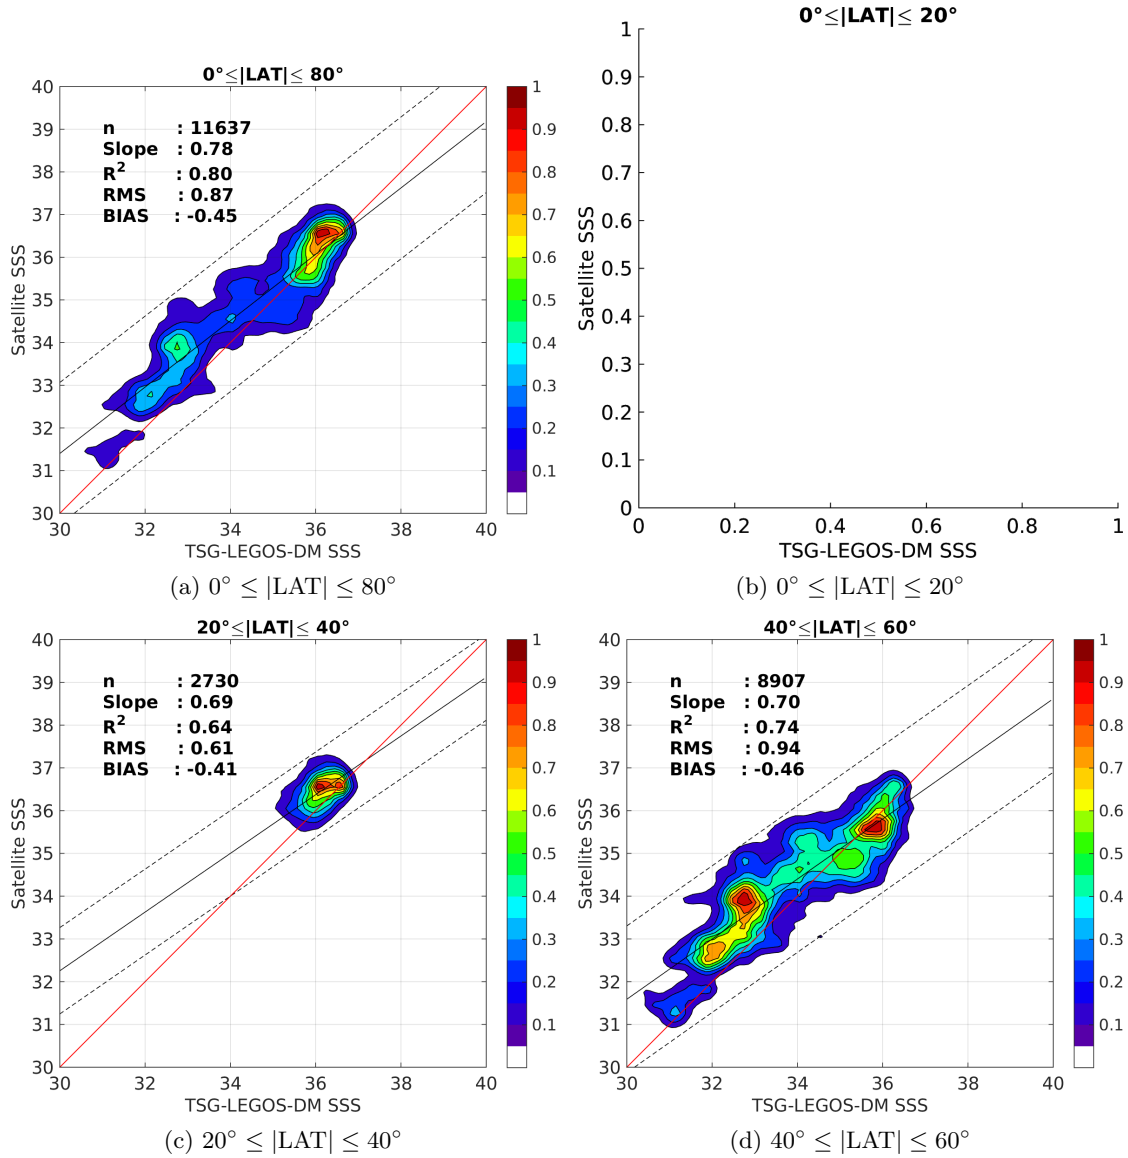 0°≤|LAT|≤ 80°
40
39
38
37
36
35
34
33
32
31
30
Satellite SSS
n : 11637
Slope : 0.78
R² : 0.80
RMS : 0.87
BIAS : -0.45
30 32 34 36 38 40
TSG-LEGOS-DM SSS
1
0.9
0.8
0.7
0.6
0.5
0.4
0.3
0.2
0.1
(a) 0° ≤ |LAT| ≤ 80°
0°≤|LAT|≤ 20°
1
0.9
0.8
0.7
0.6
0.5
0.4
0.3
0.2
0.1
0
Satellite SSS
0 0.2 0.4 0.6 0.8 1
TSG-LEGOS-DM SSS
(b) 0° ≤ |LAT| ≤ 20°
20°≤|LAT|≤ 40°
40
39
38
37
36
35
34
33
32
31
30
Satellite SSS
n : 2730
Slope : 0.69
R² : 0.64
RMS : 0.61
BIAS : -0.41
30 32 34 36 38 40
TSG-LEGOS-DM SSS
1
0.9
0.8
0.7
0.6
0.5
0.4
0.3
0.2
0.1
(c) 20° ≤ |LAT| ≤ 40°
40°≤|LAT|≤ 60°
40
39
38
37
36
35
34
33
32
31
30
Satellite SSS
n : 8907
Slope : 0.70
R² : 0.74
RMS : 0.94
BIAS : -0.46
30 32 34 36 38 40
TSG-LEGOS-DM SSS
1
0.9
0.8
0.7
0.6
0.5
0.4
0.3
0.2
0.1
(d) 40° ≤ |LAT| ≤ 60°